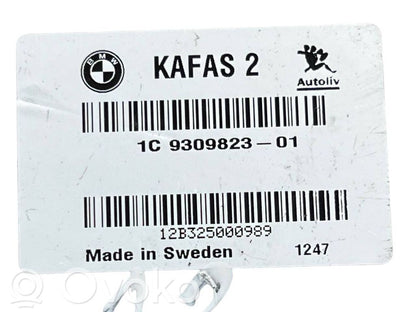 BMW
KAFAS 2
Autoliv
1C 9309823-01
12B325000989
Made in Sweden 1247
OVOKO